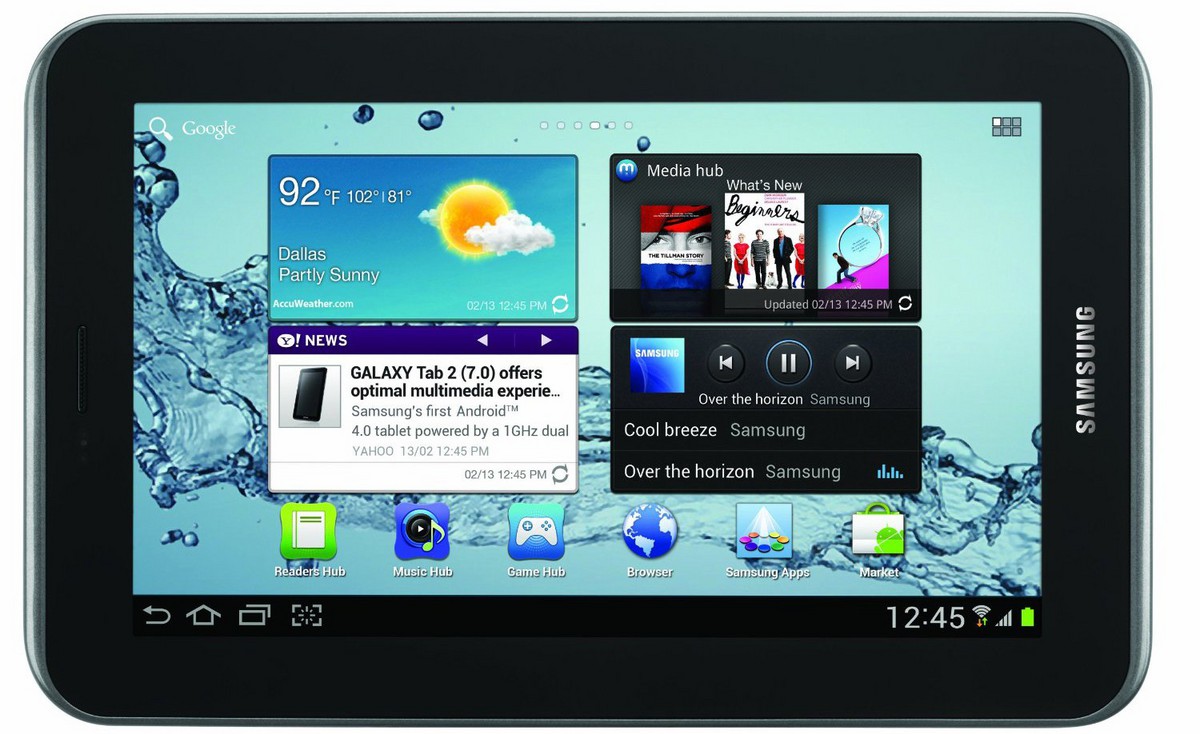 Google
92 °F 102° | 81°
Dallas
Partly Sunny
AccuWeather.com
02/13 12:45 PM
Media hub
What's New
THE TILLMAN STORY
Beginners
Updated 02/13 12:45 PM
Y! NEWS
GALAXY Tab 2 (7.0) offers
optimal multimedia experie...
Samsung's first Android™
4.0 tablet powered by a 1GHz dual
YAHOO 13/02 12:45 PM
02/13 12:45 PM
SAMSUNG
Over the horizon Samsung
Cool breeze Samsung
Over the horizon Samsung
Readers Hub
Music Hub
Game Hub
Browser
Samsung Apps
Market
12:45
SAMSUNG